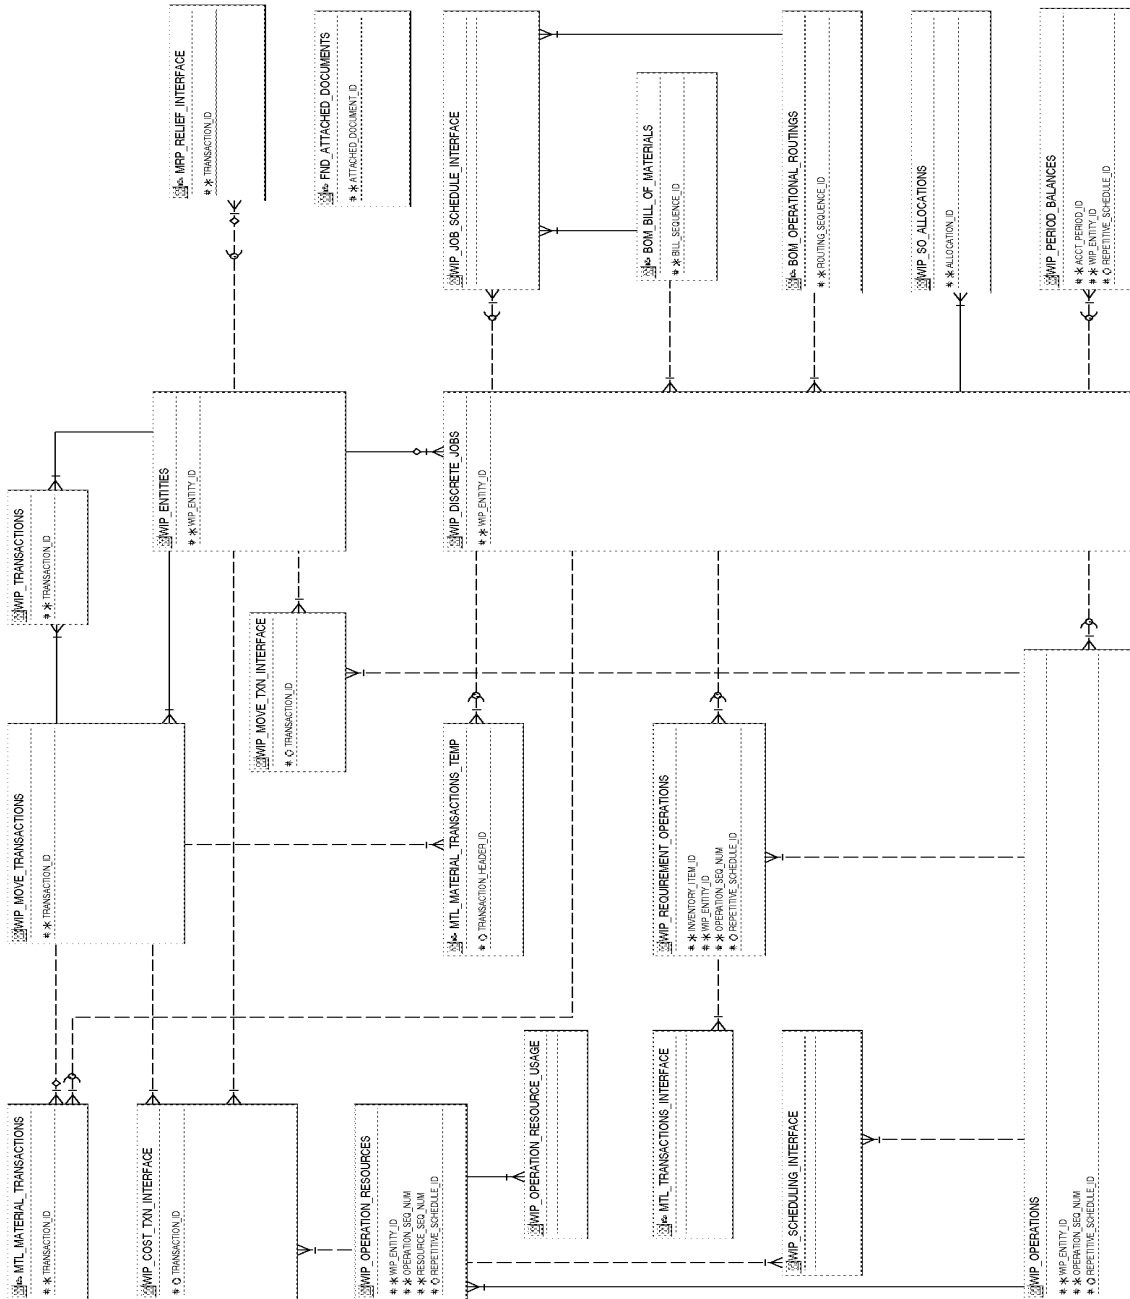 MRP_RELIEF_INTERFACE
# * TRANSACTION_ID
FND_ATTACHED_DOCUMENTS
# * ATTACHED_DOCUMENT_ID
WIP_JOB_SCHEDULE_INTERFACE
BOM_BILL_OF_MATERIALS
# * BILL_SEQUENCE_ID
BOM_OPERATIONAL_ROUTINGS
# * ROUTING_SEQUENCE_ID
WIP_SO_ALLOCATIONS
# * ALLOCATION_ID
WIP_PERIOD_BALANCES
# * ACCT_PERIOD_ID
# * WIP_ENTITY_ID
# O REPETITIVE_SCHEDULE_ID
WIP_TRANSACTIONS
# * TRANSACTION_ID
WIP_ENTITIES
# * WIP_ENTITY_ID
WIP_DISCRETE_JOBS
# * WIP_ENTITY_ID
WIP_MOVE_TRANSACTIONS
# * TRANSACTION_ID
WIP_MOVE_TXN_INTERFACE
# O TRANSACTION_ID
MTL_MATERIAL_TRANSACTIONS_TEMP
# O TRANSACTION_HEADER_ID
WIP_REQUIREMENT_OPERATIONS
# * INVENTORY_ITEM_ID
# * WIP_ENTITY_ID
# * OPERATION_SEQ_NUM
# O REPETITIVE_SCHEDULE_ID
MTL_MATERIAL_TRANSACTIONS
# * TRANSACTION_ID
WIP_COST_TXN_INTERFACE
# O TRANSACTION_ID
WIP_OPERATION_RESOURCES
# * WIP_ENTITY_ID
# * OPERATION_SEQ_NUM
# * RESOURCE_SEQ_NUM
# O REPETITIVE_SCHEDULE_ID
WIP_OPERATION_RESOURCE_USAGE
MTL_TRANSACTIONS_INTERFACE
WIP_SCHEDULING_INTERFACE
WIP_OPERATIONS
# * WIP_ENTITY_ID
# * OPERATION_SEQ_NUM
# O REPETITIVE_SCHEDULE_ID